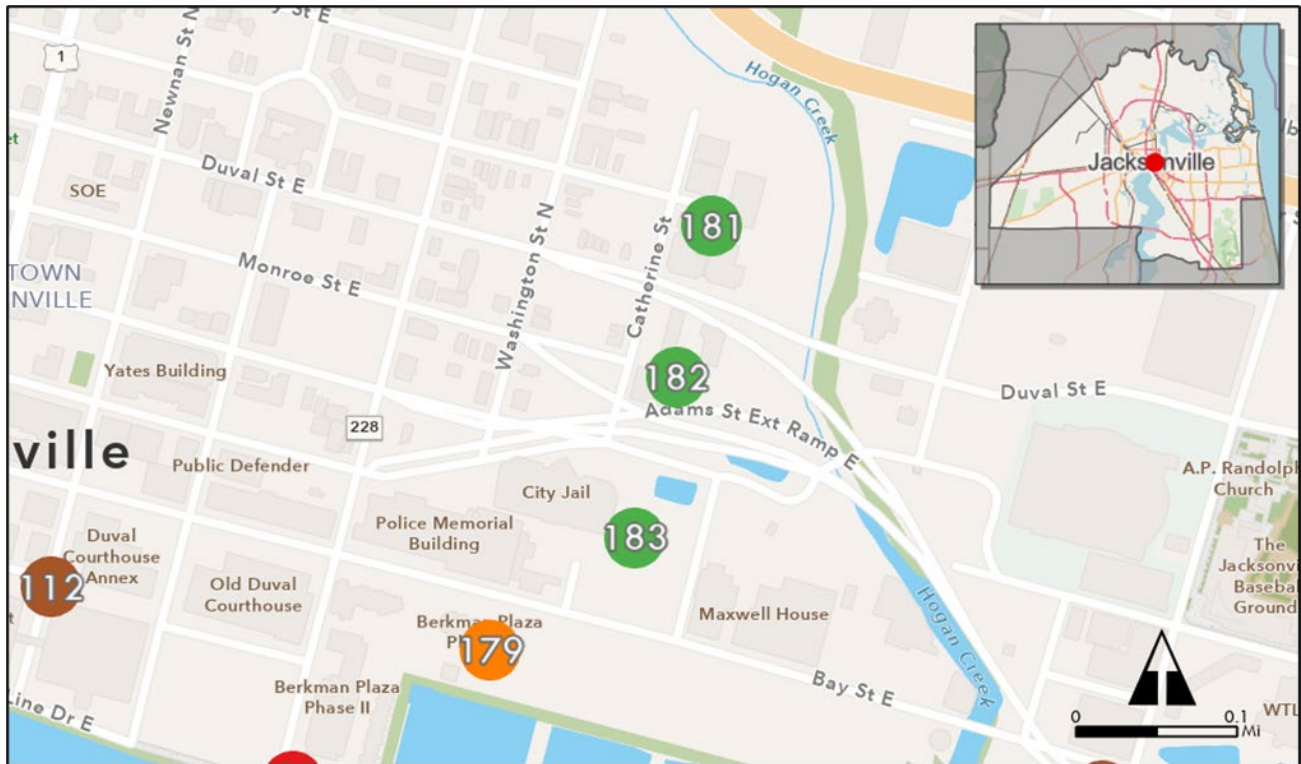 y St E
1
Newnan St N
Hogan Creek
Jacksonville
et
Duval St E
SOE
181
Monroe St E
TOWN
NVILLE
Washington St N
Catherine St
Yates Building
182
Adams St Ext Ramp E
Duval St E
228
ville
Public Defender
City Jail
A.P. Randolph
Church
Police Memorial
Building
183
Duval
Courthouse
Annex
112
Old Duval
Courthouse
The
Jacksonvi
Basebal
Ground
Maxwell House
Hogan Creek
Berkman Plaza
179
Berkman Plaza
Phase II
Bay St E
Line Dr E
WTL
0 0.1
Mi